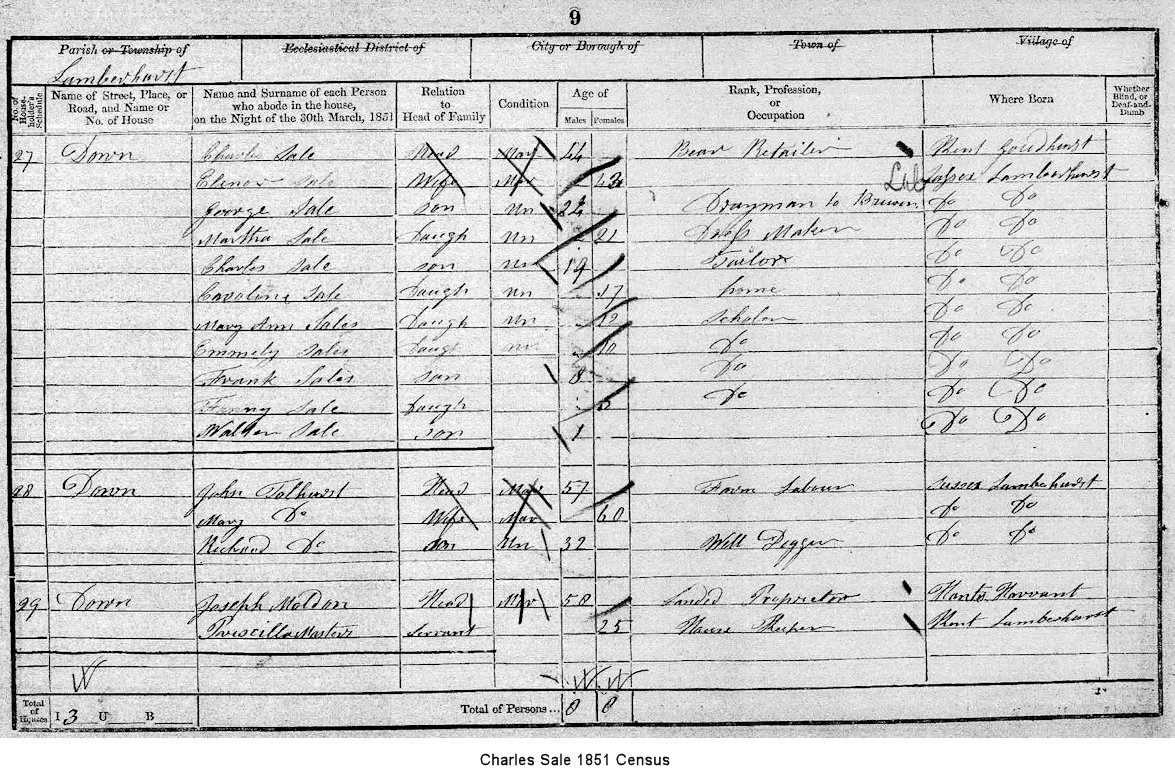 9
Parish or Township of Ecclesiastical District of City or Borough of Town of Village of
Lamberhurst
No. of House-holder's Schedule Name of Street, Place, or Road, and Name or No. of House Name and Surname of each Person who abode in the house, on the Night of the 30th March, 1851 Relation to Head of Family Condition Age of Males Females Rank, Profession, or Occupation Where Born Whether Blind, or Deaf-and-Dumb
27 Down Charles Sale Head Mar 44 Bear Retailer Kent Goudhurst
Elenor Sale Wife Mar 43 Sussex Lamberhurst
George Sale son Un 24 Drayman to Brewer Do Do
Martha Sale Daugh Un 21 Dress Maker Do Do
Charles Sale son Un 19 Tailor Do Do
Caroline Sale Daugh Un 17 home Do Do
Mary Ann Sales Daugh Un 12 Scholar Do Do
Emmely Sales Daugh Un 10 Do Do Do
Frank Sales son 8 Do Do Do
Fanny Sale Daugh Do Do Do
Walter Sale son 1 Do Do
28 Down John Tolhurst Head Mar 57 Farm Labour Sussex Lamberhurst
Mary Do Wife Mar 60 Do Do
Richard Do son Un 32 Well Digger Do Do
29 Down Joseph Moldon Head 58 Landed Proprietor Hants Havvant
Priscilla Masters Servant 25 House Keeper Kent Lamberhurst
Total of Houses I 3 U B Total of Persons... 8 8
Charles Sale 1851 Census